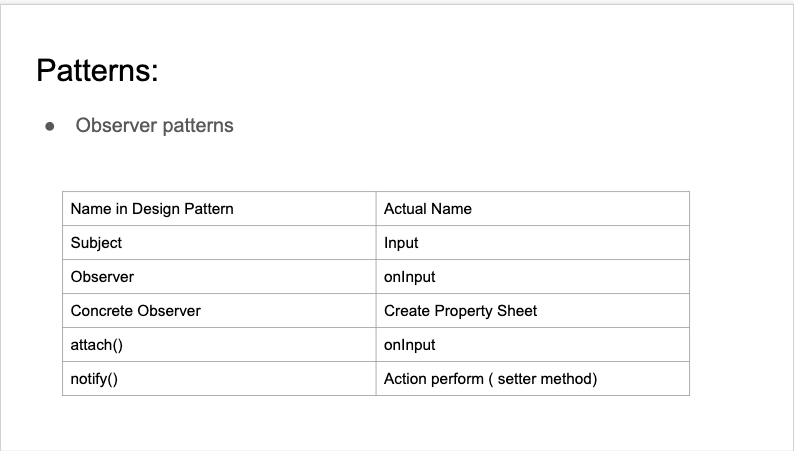 Patterns:
● Observer patterns
Name in Design Pattern Actual Name
Subject Input
Observer onInput
Concrete Observer Create Property Sheet
attach() onInput
notify() Action perform ( setter method)